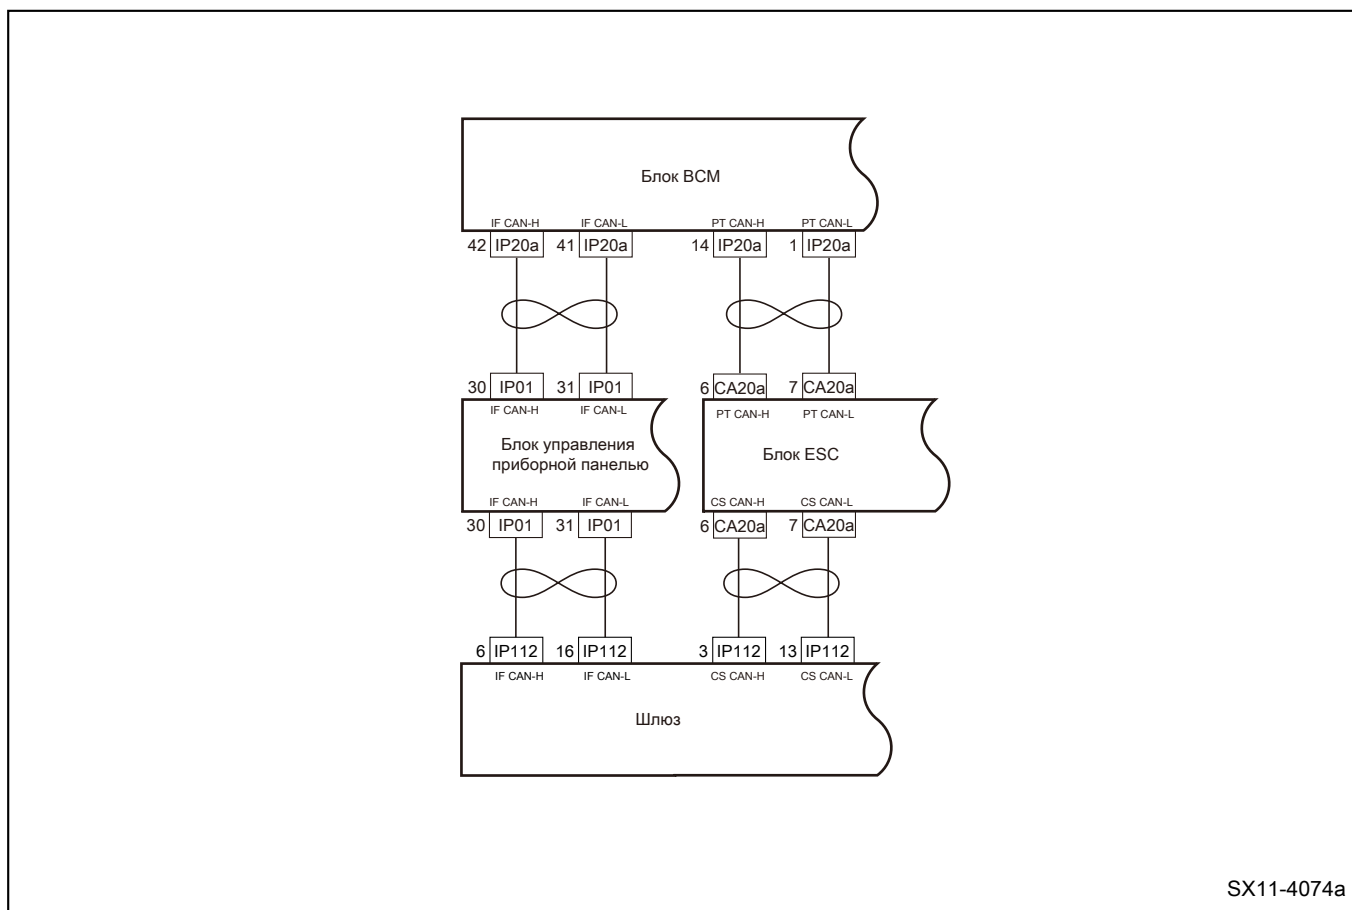 Блок BCM
IF CAN-H IF CAN-L PT CAN-H PT CAN-L
42 IP20a 41 IP20a 14 IP20a 1 IP20a
30 IP01 31 IP01 6 CA20a 7 CA20a
IF CAN-H IF CAN-L PT CAN-H PT CAN-L
Блок управления
приборной панелью
Блок ESC
IF CAN-H IF CAN-L CS CAN-H CS CAN-L
30 IP01 31 IP01 6 CA20a 7 CA20a
6 IP112 16 IP112 3 IP112 13 IP112
IF CAN-H IF CAN-L CS CAN-H CS CAN-L
Шлюз
SX11-4074a